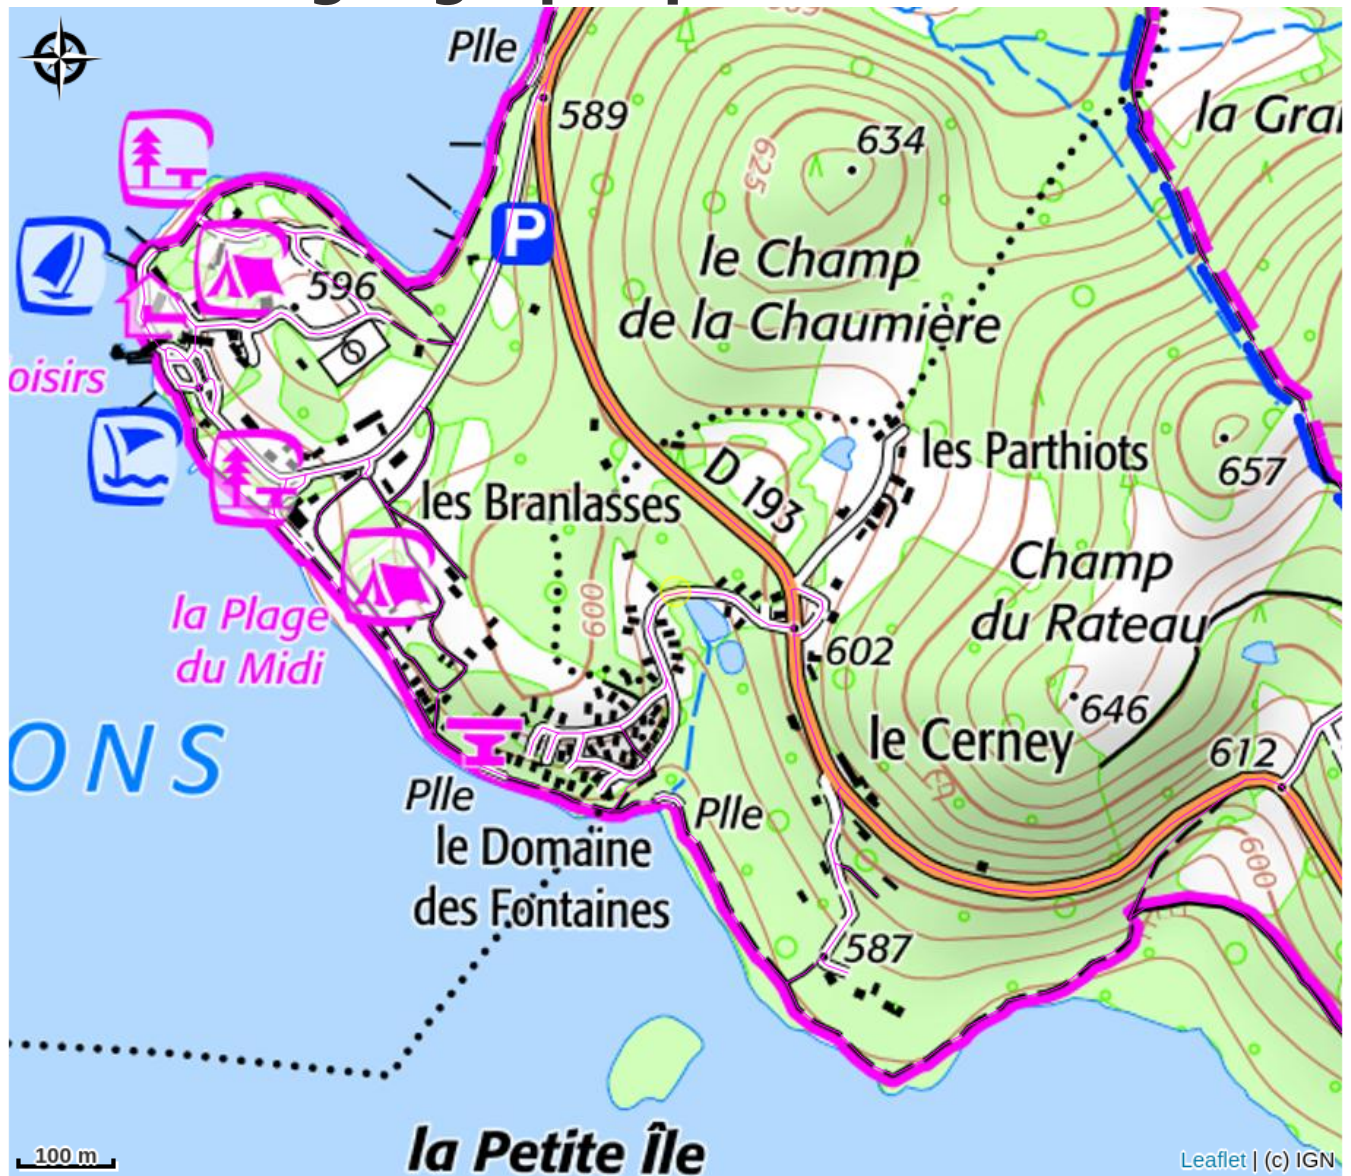 Plle
589
634
la Gra
625
le Champ
de la Chaumière
596
oisirs
P
les Parthiots
657
D 193
les Branlasses
Champ
du Rateau
600
la Plage
du Midi
602
646
le Cerney
612
ONS
Plle
Plle
le Domaine
des Fontaines
600
587
la Petite Île
100 m
Leaflet | (c) IGN